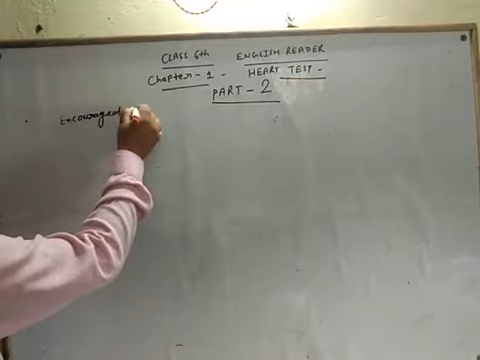 CLASS 6th ENGLISH READER
Chapter - 1 - HEART TEST -
PART - 2
Encouraged